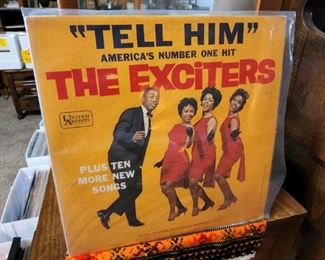 "TELL HIM"
AMERICA'S NUMBER ONE HIT
THE EXCITERS
UNITED ARTISTS
PLUS TEN
MORE NEW
SONGS